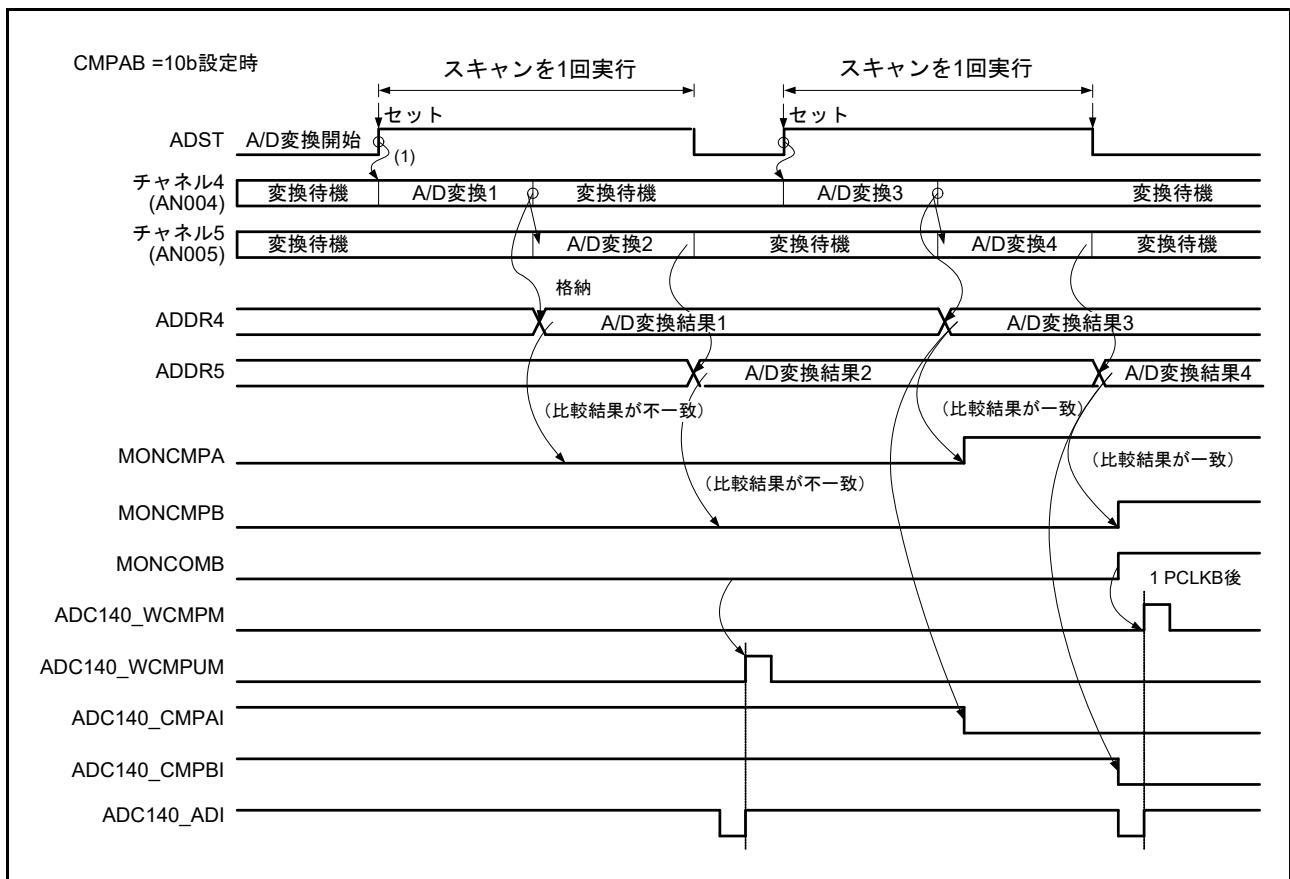 CMPAB =10b設定時
スキャンを1回実行
スキャンを1回実行
セット
セット
ADST
A/D変換開始
(1)
チャネル4
(AN004)
変換待機
A/D変換1
変換待機
A/D変換3
変換待機
チャネル5
(AN005)
変換待機
A/D変換2
変換待機
A/D変換4
変換待機
格納
ADDR4
A/D変換結果1
A/D変換結果3
ADDR5
A/D変換結果2
A/D変換結果4
(比較結果が不一致)
(比較結果が一致)
MONCMPA
(比較結果が一致)
(比較結果が不一致)
MONCMPB
MONCOMB
1 PCLKB後
ADC140_WCMPM
ADC140_WCMPUM
ADC140_CMPAI
ADC140_CMPBI
ADC140_ADI